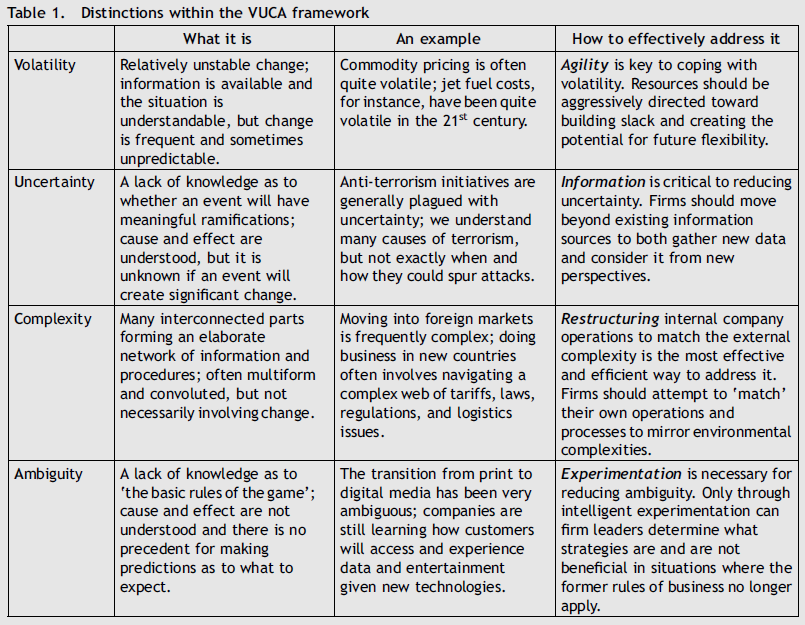 Table 1. Distinctions within the VUCA framework
What it is
An example
How to effectively address it
Volatility
Relatively unstable change;
information is available and
the situation is
understandable, but change
is frequent and sometimes
unpredictable.
Commodity pricing is often
quite volatile; jet fuel costs,
for instance, have been quite
volatile in the 21st century.
Agility is key to coping with
volatility. Resources should be
aggressively directed toward
building slack and creating the
potential for future flexibility.
Uncertainty
A lack of knowledge as to
whether an event will have
meaningful ramifications;
cause and effect are
understood, but it is
unknown if an event will
create significant change.
Anti-terrorism initiatives are
generally plagued with
uncertainty; we understand
many causes of terrorism,
but not exactly when and
how they could spur attacks.
Information is critical to reducing
uncertainty. Firms should move
beyond existing information
sources to both gather new data
and consider it from new
perspectives.
Complexity
Many interconnected parts
forming an elaborate
network of information and
procedures; often multiform
and convoluted, but not
necessarily involving change.
Moving into foreign markets
is frequently complex; doing
business in new countries
often involves navigating a
complex web of tariffs, laws,
regulations, and logistics
issues.
Restructuring internal company
operations to match the external
complexity is the most effective
and efficient way to address it.
Firms should attempt to ‘match’
their own operations and
processes to mirror environmental
complexities.
Ambiguity
A lack of knowledge as to
‘the basic rules of the game’;
cause and effect are not
understood and there is no
precedent for making
predictions as to what to
expect.
The transition from print to
digital media has been very
ambiguous; companies are
still learning how customers
will access and experience
data and entertainment
given new technologies.
Experimentation is necessary for
reducing ambiguity. Only through
intelligent experimentation can
firm leaders determine what
strategies are and are not
beneficial in situations where the
former rules of business no longer
apply.